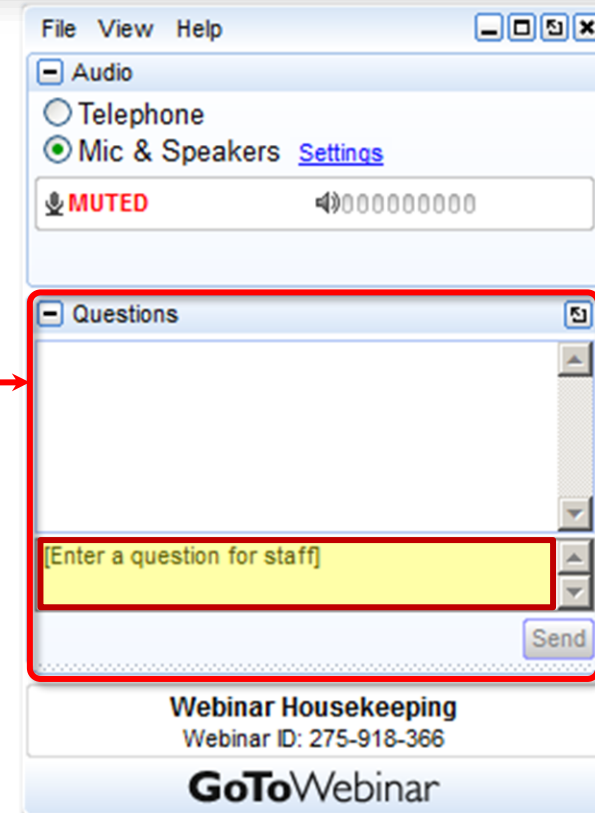 File View Help
Audio
Telephone
Mic & Speakers Settings
MUTED 000000000
Questions
[Enter a question for staff]
Send
Webinar Housekeeping
Webinar ID: 275-918-366
GoToWebinar